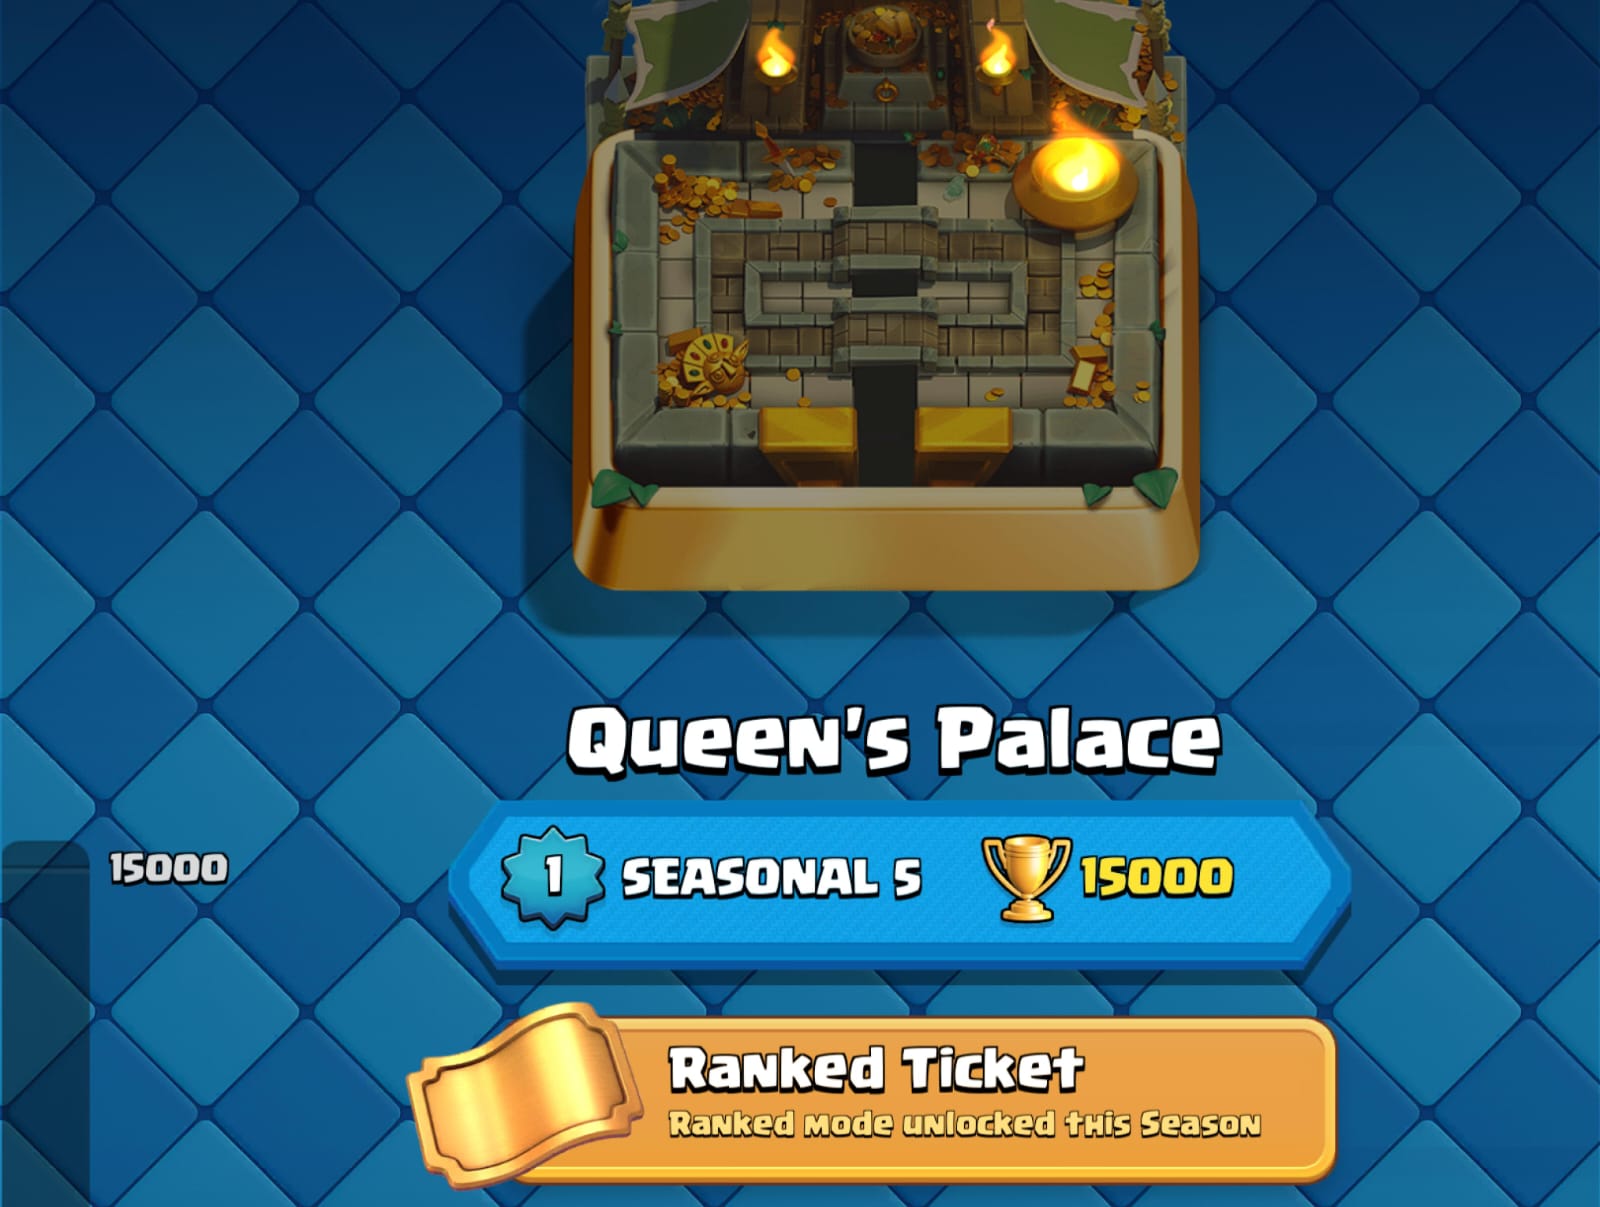 Queen's Palace
1 SEASONAL 5 15000
15000
Ranked Ticket
Ranked mode unlocked this Season